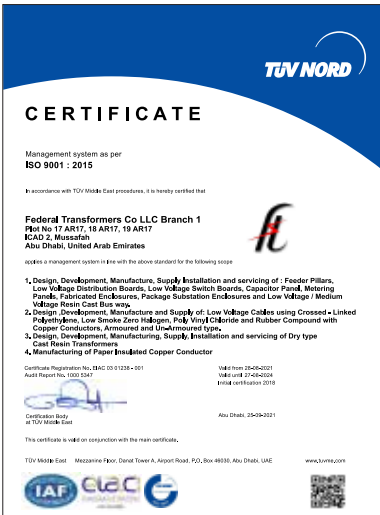 TÜV NORD
CERTIFICATE
Management system as per
ISO 9001 : 2015
In accordance with TÜV Middle East procedures, it is hereby certified that
Federal Transformers Co LLC Branch 1
Plot No 17 AR17, 18 AR17, 19 AR17
ICAD 2, Mussafah
Abu Dhabi, United Arab Emirates
ft
applies a management system in line with the above standard for the following scope
1. Design, Development, Manufacture, Supply Installation and servicing of : Feeder Pillars,
Low Voltage Distribution Boards, Low Voltage Switch Boards, Capacitor Panel, Metering
Panels, Fabricated Enclosures, Package Substation Enclosures and Low Voltage / Medium
Voltage Resin Cast Bus way.
2. Design ,Development, Manufacture and Supply of: Low Voltage Cables using Crossed - Linked
Polyethylene, Low Smoke Zero Halogen, Poly Vinyl Chloride and Rubber Compound with
Copper Conductors, Armoured and Un-Armoured type.
3. Design, Development, Manufacturing, Supply, Installation and servicing of Dry type
Cast Resin Transformers
4. Manufacturing of Paper Insulated Copper Conductor
Certificate Registration No. EIAC 03 01238 - 001
Audit Report No. 1000 5347
Valid from 28-08-2021
Valid until 27-08-2024
Initial certification 2018
Certification Body
at TÜV Middle East
Abu Dhabi, 25-09-2021
This certificate is valid on conjunction with the main certificate.
TÜV Middle East Mezzanine Floor, Danat Tower A, Airport Road, P.O. Box 46030, Abu Dhabi, UAE www.tuvme.com
IAF